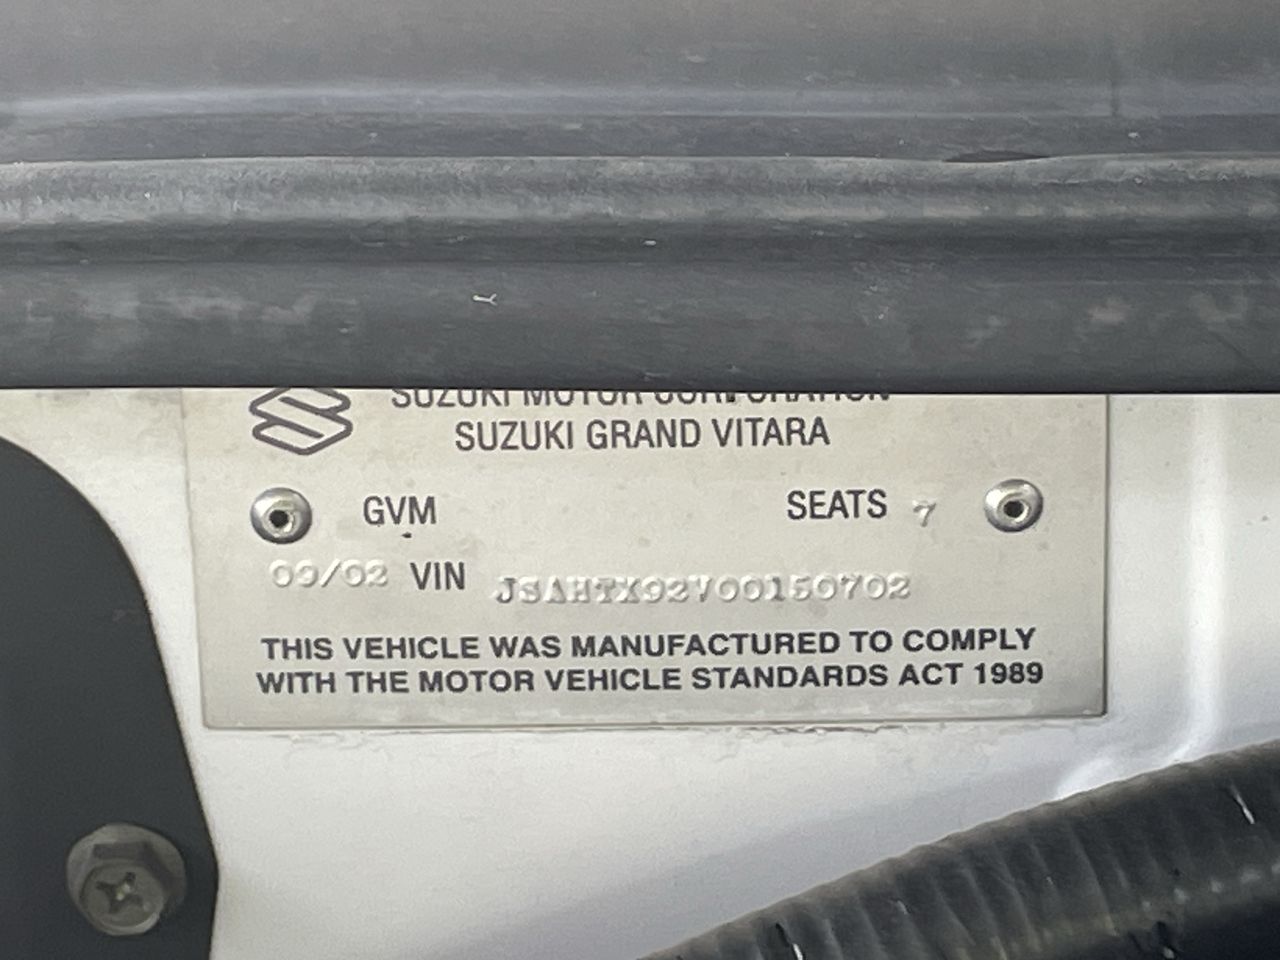 SUZUKI MOTOR CORPORATION
SUZUKI GRAND VITARA
GVM SEATS 7
09/02 VIN JSAHTX92V00150702
THIS VEHICLE WAS MANUFACTURED TO COMPLY
WITH THE MOTOR VEHICLE STANDARDS ACT 1989